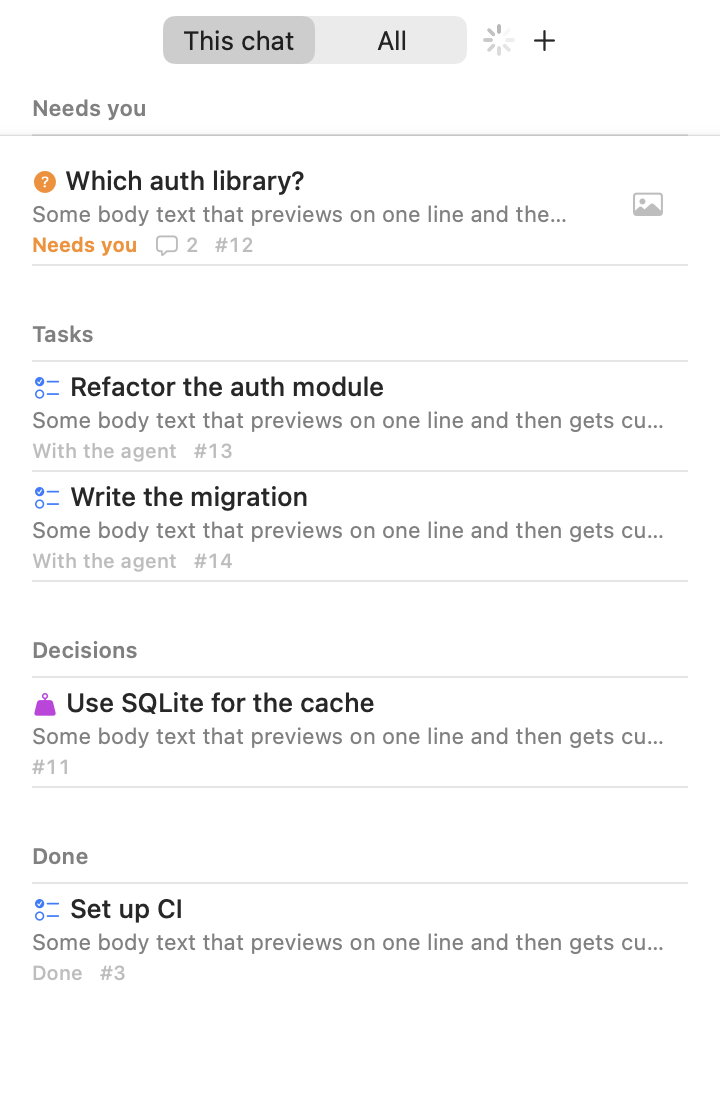 This chat
All
Needs you
Which auth library?
Some body text that previews on one line and the...
Needs you 2 #12
Tasks
Refactor the auth module
Some body text that previews on one line and then gets cu...
With the agent #13
Write the migration
Some body text that previews on one line and then gets cu...
With the agent #14
Decisions
Use SQLite for the cache
Some body text that previews on one line and then gets cu...
#11
Done
Set up CI
Some body text that previews on one line and then gets cu...
Done #3